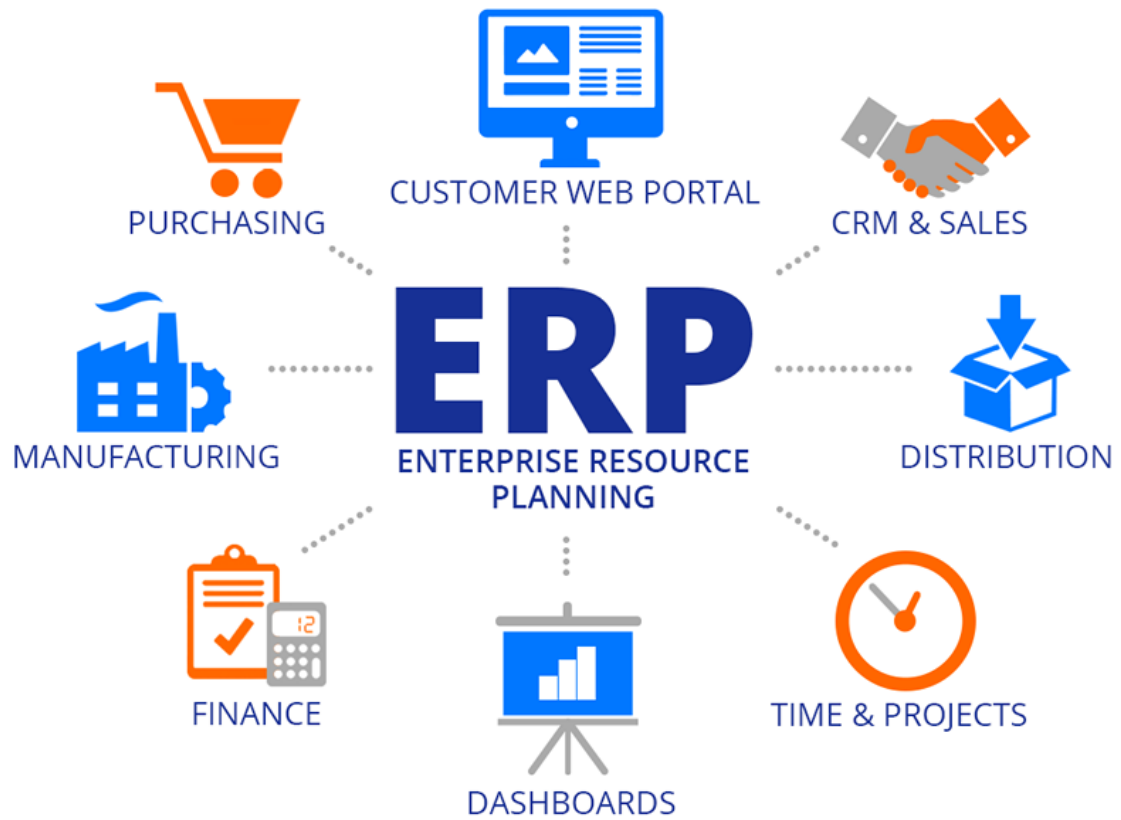 CUSTOMER WEB PORTAL
PURCHASING
CRM & SALES
ERP
ENTERPRISE RESOURCE
PLANNING
MANUFACTURING
DISTRIBUTION
12
FINANCE
TIME & PROJECTS
DASHBOARDS